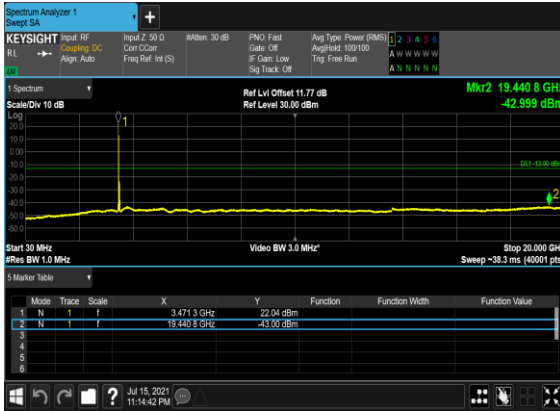 Spectrum Analyzer 1
Swept SA
+
KEYSIGHT Input: RF Input Z: 50 Ω #Atten: 30 dB PNO: Fast Avg Type: Power (RMS) 1 2 3 4 5 6
RL Coupling: DC Corr CCorr Gate: Off Avg|Hold: 100/100 A W W W W W
Align: Auto Freq Ref: Int (S) IF Gain: Low Trig: Free Run
Sig Track: Off A N N N N N
1 Spectrum Ref Lvl Offset 11.77 dB Mkr2 19.440 8 GHz
Scale/Div 10 dB Ref Level 30.00 dBm -42.999 dBm
Log
20.0
10.0
0.00
-10.0
-20.0
-30.0
-40.0
-50.0
-60.0
1
DL1 -13.00 dBm
2
Start 30 MHz Video BW 3.0 MHz* Stop 20.000 GH
#Res BW 1.0 MHz Sweep ~38.3 ms (40001 pts
5 Marker Table
Mode Trace Scale X Y Function Function Width Function Value
1 N 1 f 3.471 3 GHz 22.04 dBm
2 N 1 f 19.440 8 GHz -43.00 dBm
3
4
5
6
? Jul 15, 2021
11:14:42 PM